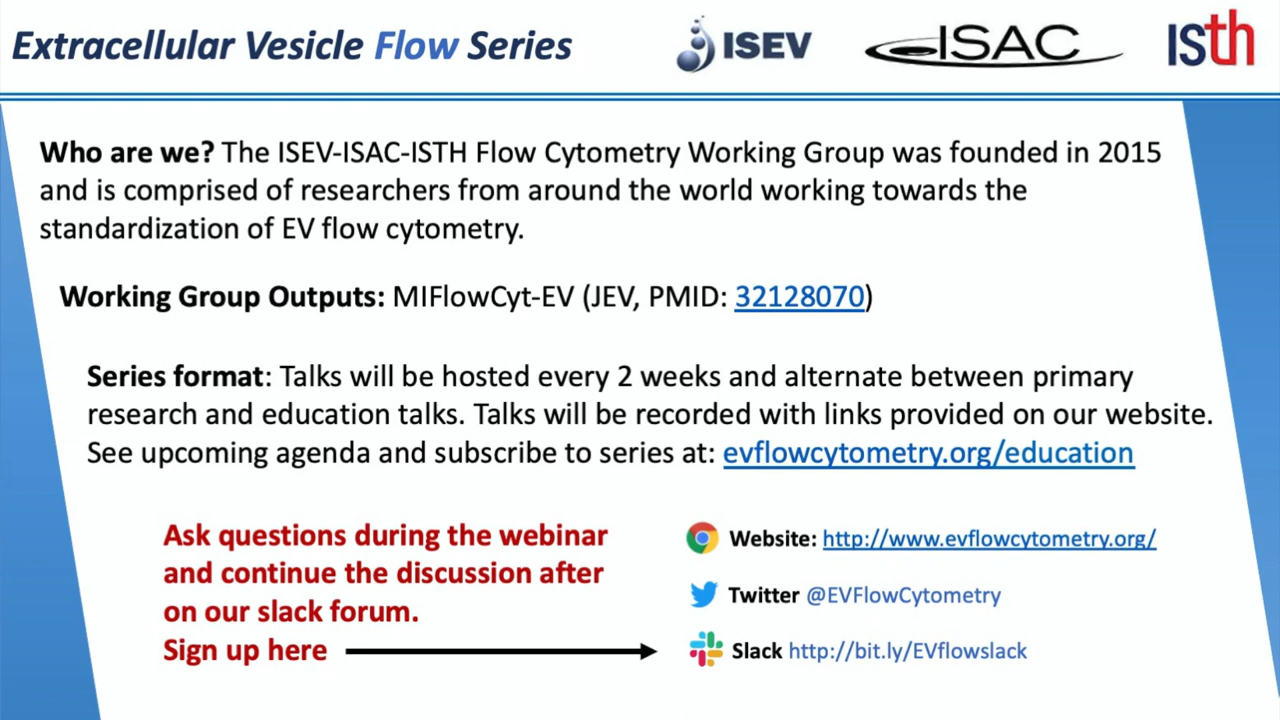 Extracellular Vesicle Flow Series
ISEV
ISAC
ISth
Who are we? The ISEV-ISAC-ISTH Flow Cytometry Working Group was founded in 2015
and is comprised of researchers from around the world working towards the
standardization of EV flow cytometry.
Working Group Outputs: MIFlowCyt-EV (JEV, PMID: 32128070)
Series format: Talks will be hosted every 2 weeks and alternate between primary
research and education talks. Talks will be recorded with links provided on our website.
See upcoming agenda and subscribe to series at: evflowcytometry.org/education
Ask questions during the webinar
and continue the discussion after
on our slack forum.
Sign up here
Website: http://www.evflowcytometry.org/
Twitter @EVFlowCytometry
Slack http://bit.ly/EVflowslack